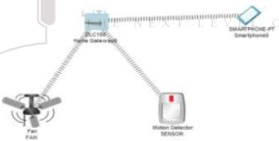 T H E N E X T L E V E
SMARTPHONE-PT
Smartphone0
DLC100
Home Gateway0
Fan
FAN
Motion Detector
SENSOR